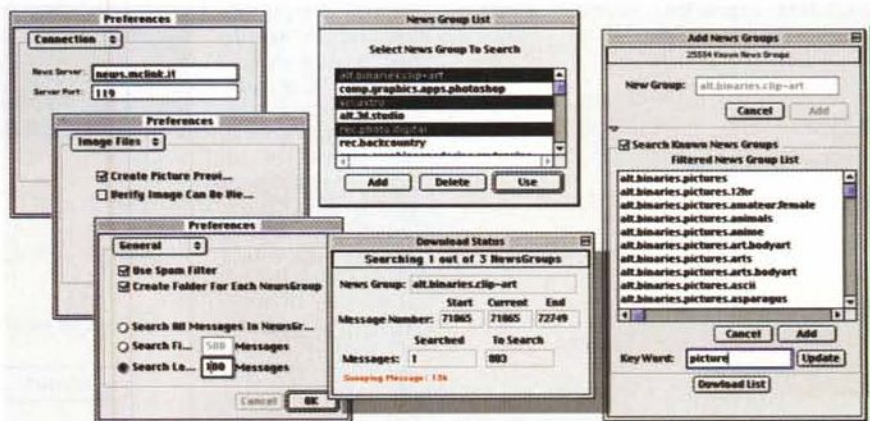 Preferences
Connection
News Server: news.mclink.it
Server Port: 119
Preferences
Image Files
Create Picture Previ...
Verify Image Can Be Vie...
Preferences
General
Use Spam Filter
Create Folder For Each NewsGroup
Search All Messages In NewsGr...
Search Fi... 500 Messages
Search La... 100 Messages
Cancel OK
News Group List
Select News Group To Search
alt.binaries.clip-art
comp.graphics.apps.photoshop
alt.3d.studio
rec.photo.digital
rec.backcountry
Add Delete Use
Download Status
Searching 1 out of 3 NewsGroups
News Group: alt.binaries.clip-art
Start Current End
Message Number: 71865 71865 72749
Searched To Search
Messages: 1 803
Message: 13k
Add News Groups
Known News Groups
New Group: alt.binaries.clip-art
Cancel Add
Search Known News Groups
Filtered News Group List
alt.binaries.pictures
alt.binaries.pictures.12hr
alt.binaries.pictures.amateur.female
alt.binaries.pictures.animals
alt.binaries.pictures.anime
alt.binaries.pictures.art.bodyart
alt.binaries.pictures.arts
alt.binaries.pictures.arts.bodyart
alt.binaries.pictures.ascii
alt.binaries.pictures.asparagus
Cancel Add
Key Word: picture Update
Dowload List